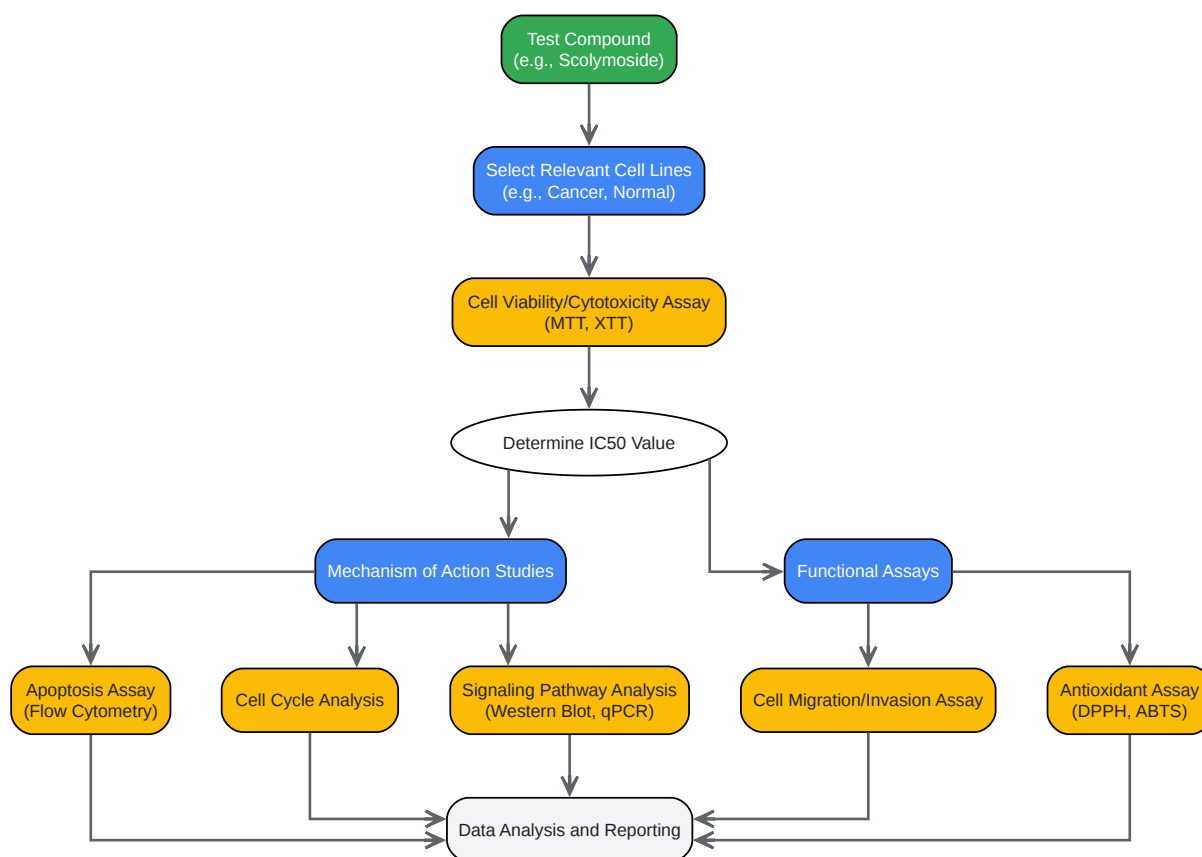 Test Compound
(e.g., Scolymoside)
Select Relevant Cell Lines
(e.g., Cancer, Normal)
Cell Viability/Cytotoxicity Assay
(MTT, XTT)
Determine IC50 Value
Mechanism of Action Studies
Functional Assays
Apoptosis Assay
(Flow Cytometry)
Cell Cycle Analysis
Signaling Pathway Analysis
(Western Blot, qPCR)
Cell Migration/Invasion Assay
Antioxidant Assay
(DPPH, ABTS)
Data Analysis and Reporting